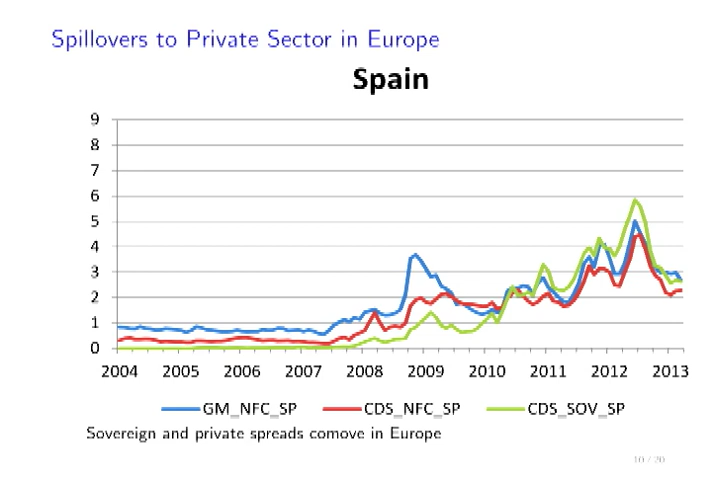 Spillovers to Private Sector in Europe
Spain
9
8
7
6
5
4
3
2
1
0
2004 2005 2006 2007 2008 2009 2010 2011 2012 2013
GM_NFC_SP CDS_NFC_SP CDS_SOV_SP
Sovereign and private spreads comove in Europe
10 / 20